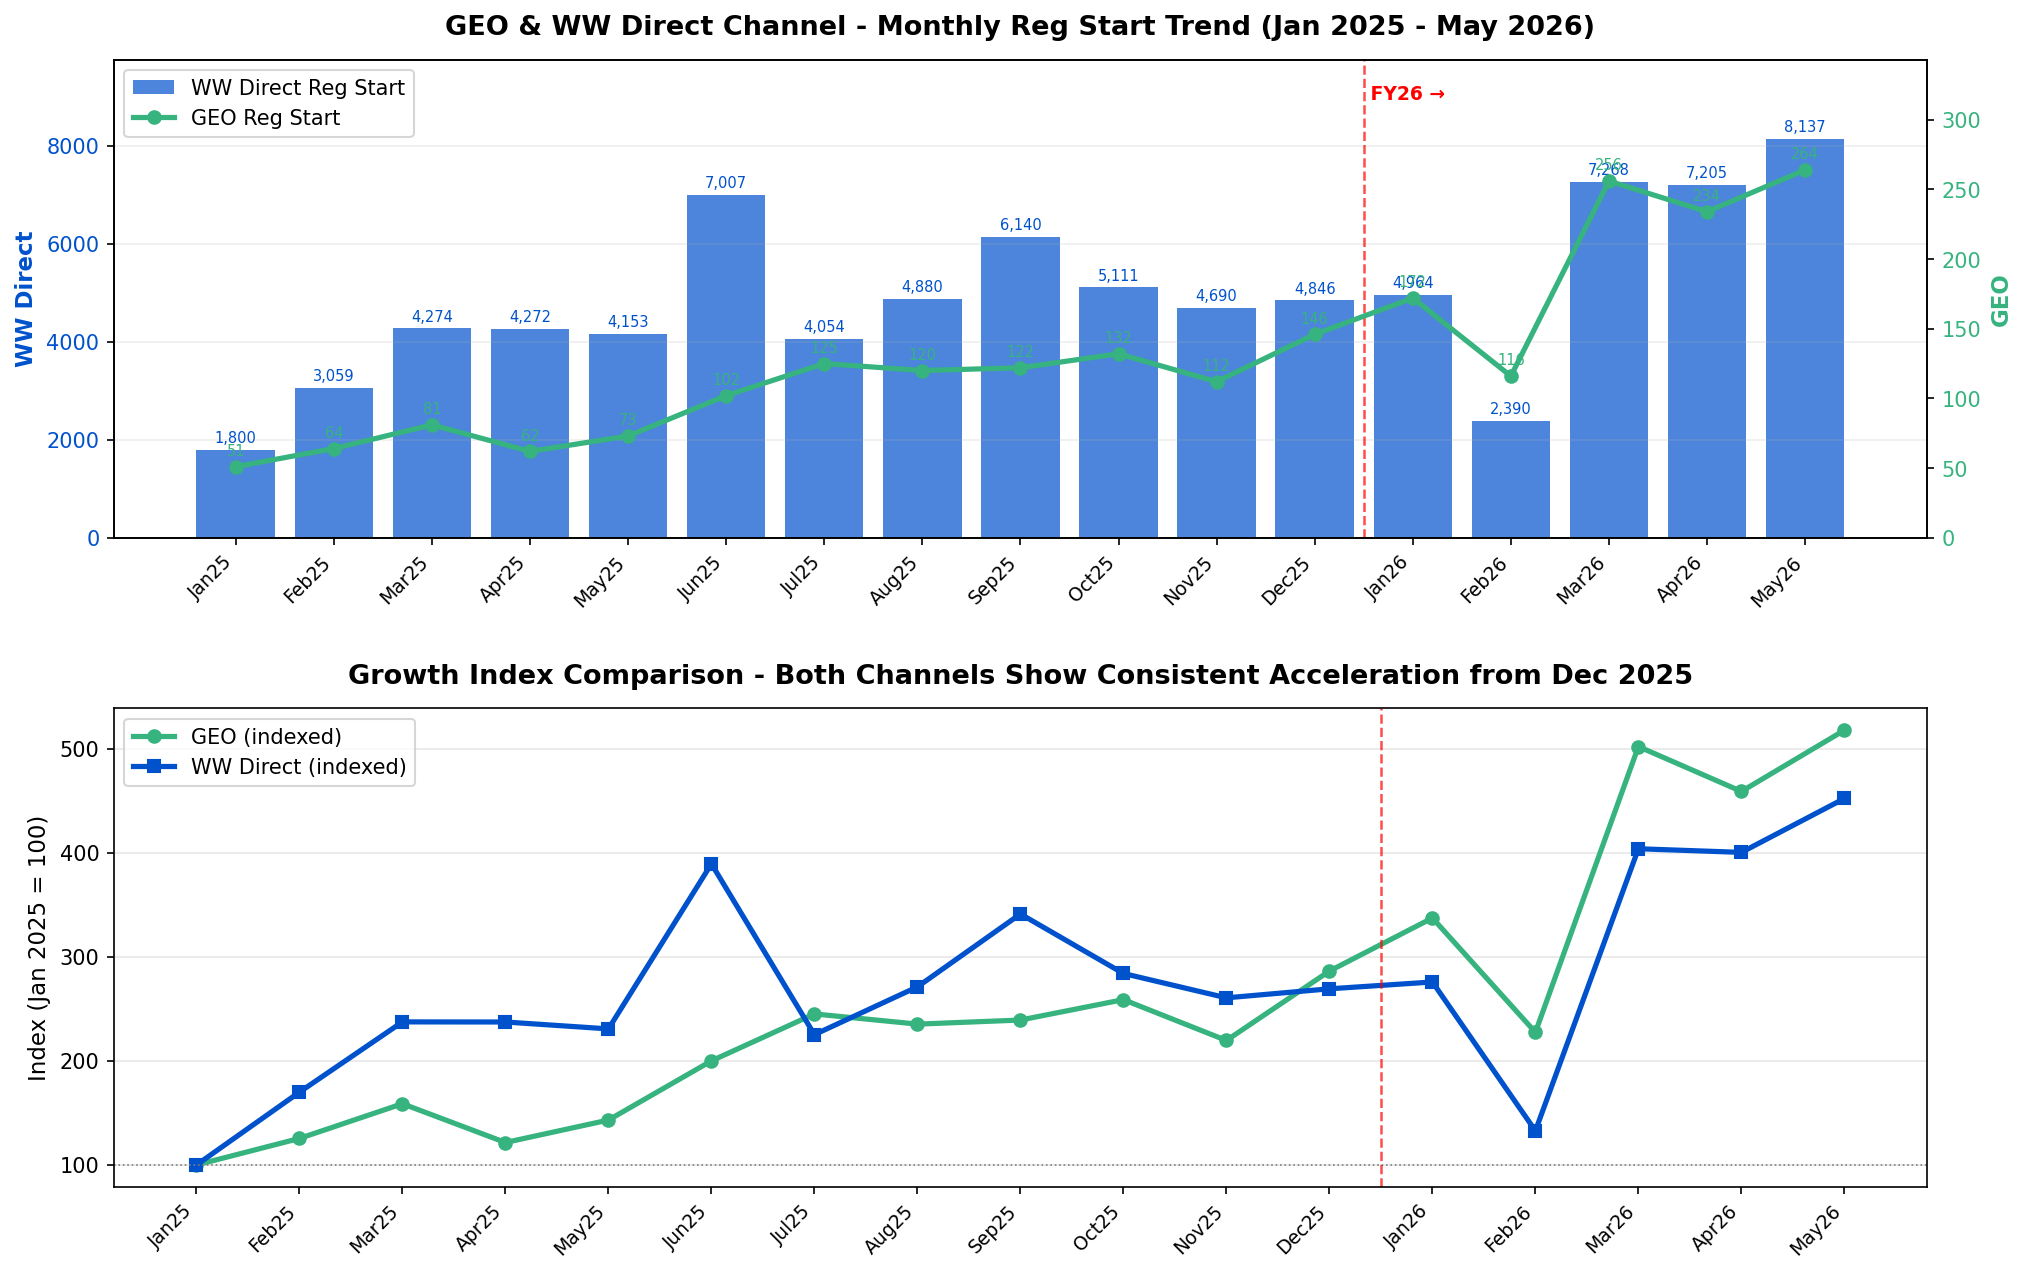 GEO & WW Direct Channel - Monthly Reg Start Trend (Jan 2025 - May 2026)
WW Direct Reg Start
GEO Reg Start
FY26 →
WW Direct
8000
6000
4000
2000
0
GEO
300
250
200
150
100
50
0
1,800
3,059
4,274
4,272
4,153
7,007
4,054
4,880
6,140
5,111
4,690
4,846
4,964
2,390
7,268
7,205
8,137
51
64
81
62
73
102
125
120
122
132
112
146
172
116
256
234
264
Jan25
Feb25
Mar25
Apr25
May25
Jun25
Jul25
Aug25
Sep25
Oct25
Nov25
Dec25
Jan26
Feb26
Mar26
Apr26
May26
Growth Index Comparison - Both Channels Show Consistent Acceleration from Dec 2025
GEO (indexed)
WW Direct (indexed)
Index (Jan 2025 = 100)
500
400
300
200
100
Jan25
Feb25
Mar25
Apr25
May25
Jun25
Jul25
Aug25
Sep25
Oct25
Nov25
Dec25
Jan26
Feb26
Mar26
Apr26
May26